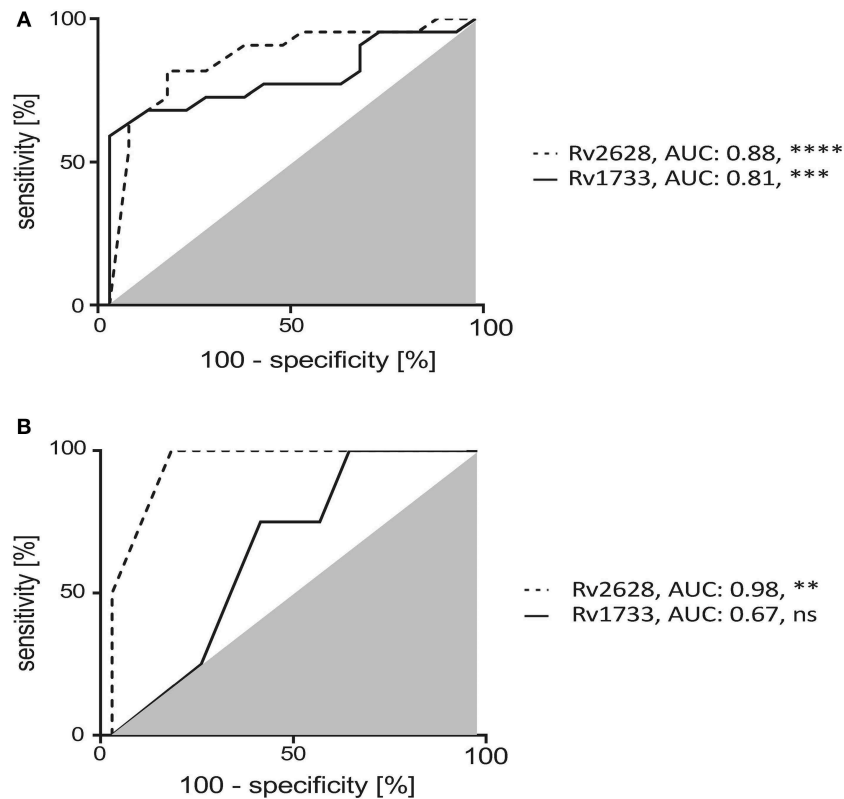 A
100
50
0
sensitivity [%]
0
50
100
100 - specificity [%]
Rv2628, AUC: 0.88, ****
Rv1733, AUC: 0.81, ***
B
100
50
0
sensitivity [%]
0
50
100
100 - specificity [%]
Rv2628, AUC: 0.98, **
Rv1733, AUC: 0.67, ns